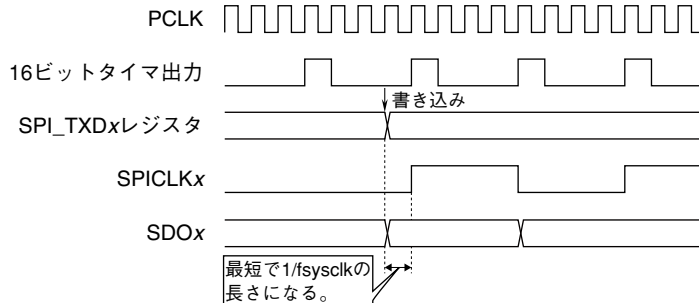 PCLK
16ビットタイマ出力
書き込み
SPI_TXDxレジスタ
SPICLKx
SDOx
最短で1/fsysclkの
長さになる。